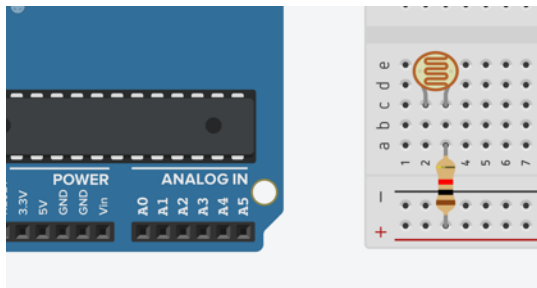 e
d
c
b
a
1 2 4 5 6 7
POWER ANALOG IN
3.3V 5V GND GND Vin A0 A1 A2 A3 A4 A5
−
+